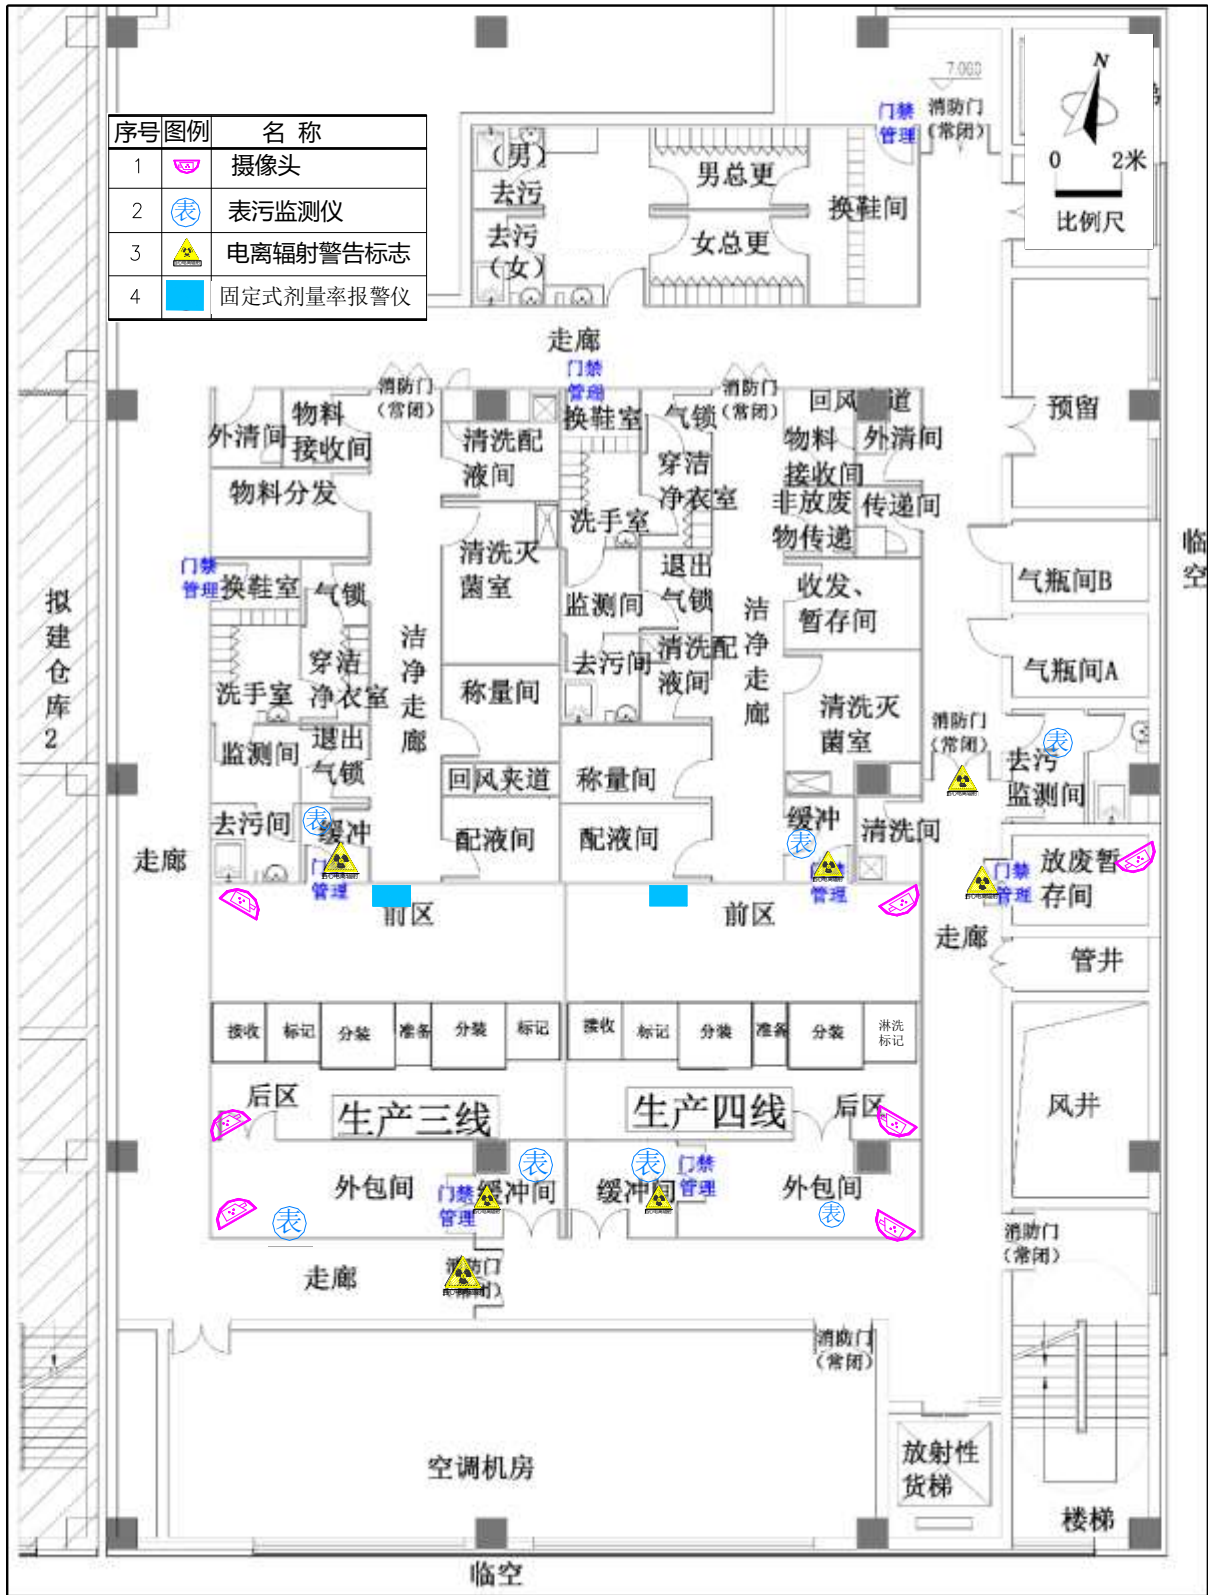 N
0 2米
比例尺
7.000
消防门
（常闭）
门禁
管理
序号 图例 名 称
1 摄像头
2 表 表污监测仪
3 电离辐射警告标志
4 固定式剂量率报警仪
（男）
去污
去污
（女）
男总更
女总更
换鞋间
走廊
门禁
管理
消防门
（常闭）
消防门
（常闭）
外清间
物料
接收间
清洗配
液间
换鞋室
气锁
回风夹道
物料
接收间
外清间
预留
物料分发
穿洁
净衣室
洗手室
非放废
物传递
传递间
门禁
管理
换鞋室
气锁
清洗灭
菌室
监测间
退出
气锁
收发、
暂存间
气瓶间B
临
空
拟
建
仓
库
2
洁
净
走
廊
穿洁
净衣室
洗手室
称量间
去污间
清洗配
液间
洁
净
走
廊
清洗灭
菌室
气瓶间A
消防门
（常闭）
表
去污
监测间
监测间
退出
气锁
回风夹道
称量间
去污间
表
缓冲
配液间
配液间
缓冲
表
清洗间
走廊
门禁
管理
门禁
管理
门禁
管理
放废暂
存间
前区
前区
走廊
管井
接收 标记 分装 准备 分装 标记
接收 标记 分装 准备 分装 淋洗
标记
后区
生产三线
生产四线
后区
风井
外包间
表
门禁
管理
表
缓冲间
表
缓冲间
门禁
管理
外包间
表
走廊
消防门
（常闭）
消防门
（常闭）
消防门
（常闭）
空调机房
放射性
货梯
楼梯
临空